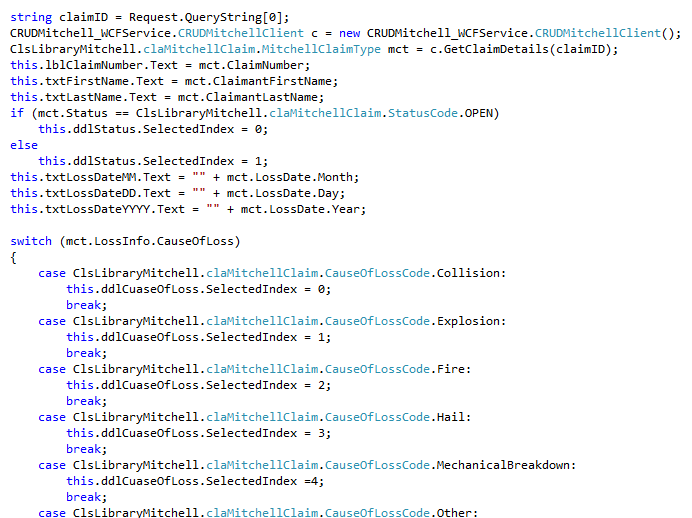 string claimID = Request.QueryString[0];
CRUDMitchell_WCFService.CRUDMitchellClient c = new CRUDMitchell_WCFService.CRUDMitchellClient();
ClsLibraryMitchell.claMitchellClaim.MitchellClaimType mct = c.GetClaimDetails(claimID);
this.lblClaimNumber.Text = mct.ClaimNumber;
this.txtFirstName.Text = mct.ClaimantFirstName;
this.txtLastName.Text = mct.ClaimantLastName;
if (mct.Status == ClsLibraryMitchell.claMitchellClaim.StatusCode.OPEN)
    this.ddlStatus.SelectedIndex = 0;
else
    this.ddlStatus.SelectedIndex = 1;
this.txtLossDateMM.Text = "" + mct.LossDate.Month;
this.txtLossDateDD.Text = "" + mct.LossDate.Day;
this.txtLossDateYYYY.Text = "" + mct.LossDate.Year;

switch (mct.LossInfo.CauseOfLoss)
{
    case ClsLibraryMitchell.claMitchellClaim.CauseOfLossCode.Collision:
        this.ddlCuaseOfLoss.SelectedIndex = 0;
        break;
    case ClsLibraryMitchell.claMitchellClaim.CauseOfLossCode.Explosion:
        this.ddlCuaseOfLoss.SelectedIndex = 1;
        break;
    case ClsLibraryMitchell.claMitchellClaim.CauseOfLossCode.Fire:
        this.ddlCuaseOfLoss.SelectedIndex = 2;
        break;
    case ClsLibraryMitchell.claMitchellClaim.CauseOfLossCode.Hail:
        this.ddlCuaseOfLoss.SelectedIndex = 3;
        break;
    case ClsLibraryMitchell.claMitchellClaim.CauseOfLossCode.MechanicalBreakdown:
        this.ddlCuaseOfLoss.SelectedIndex =4;
        break;
    case ClsLibraryMitchell.claMitchellClaim.CauseOfLossCode.Other: